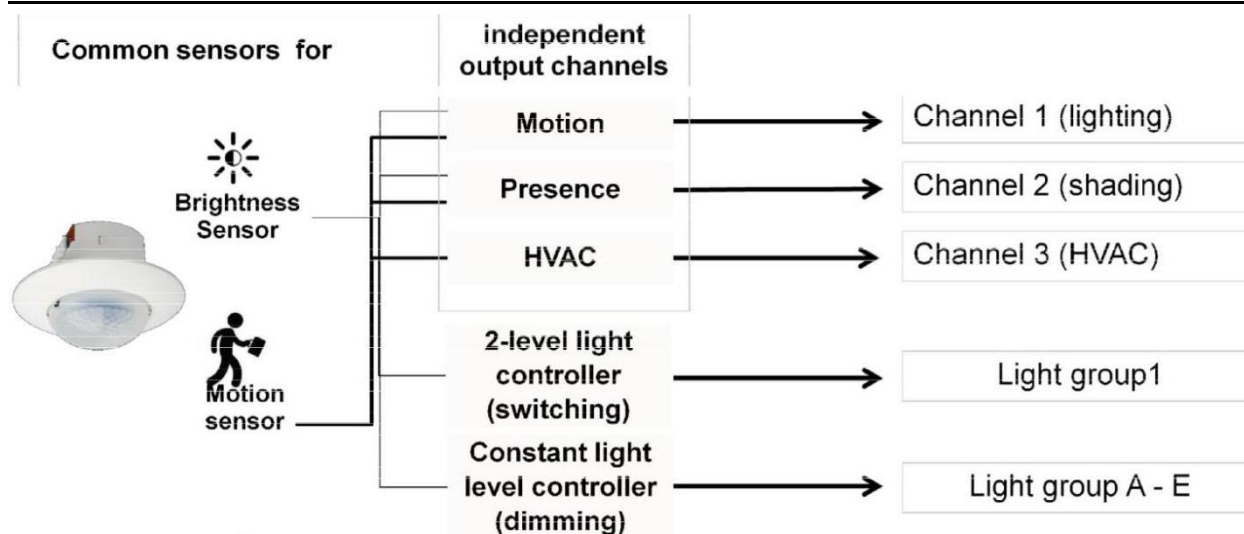 Common sensors for
independent
output channels
Brightness
Sensor
Motion
sensor
Motion
Presence
HVAC
2-level light
controller
(switching)
Constant light
level controller
(dimming)
Channel 1 (lighting)
Channel 2 (shading)
Channel 3 (HVAC)
Light group1
Light group A - E